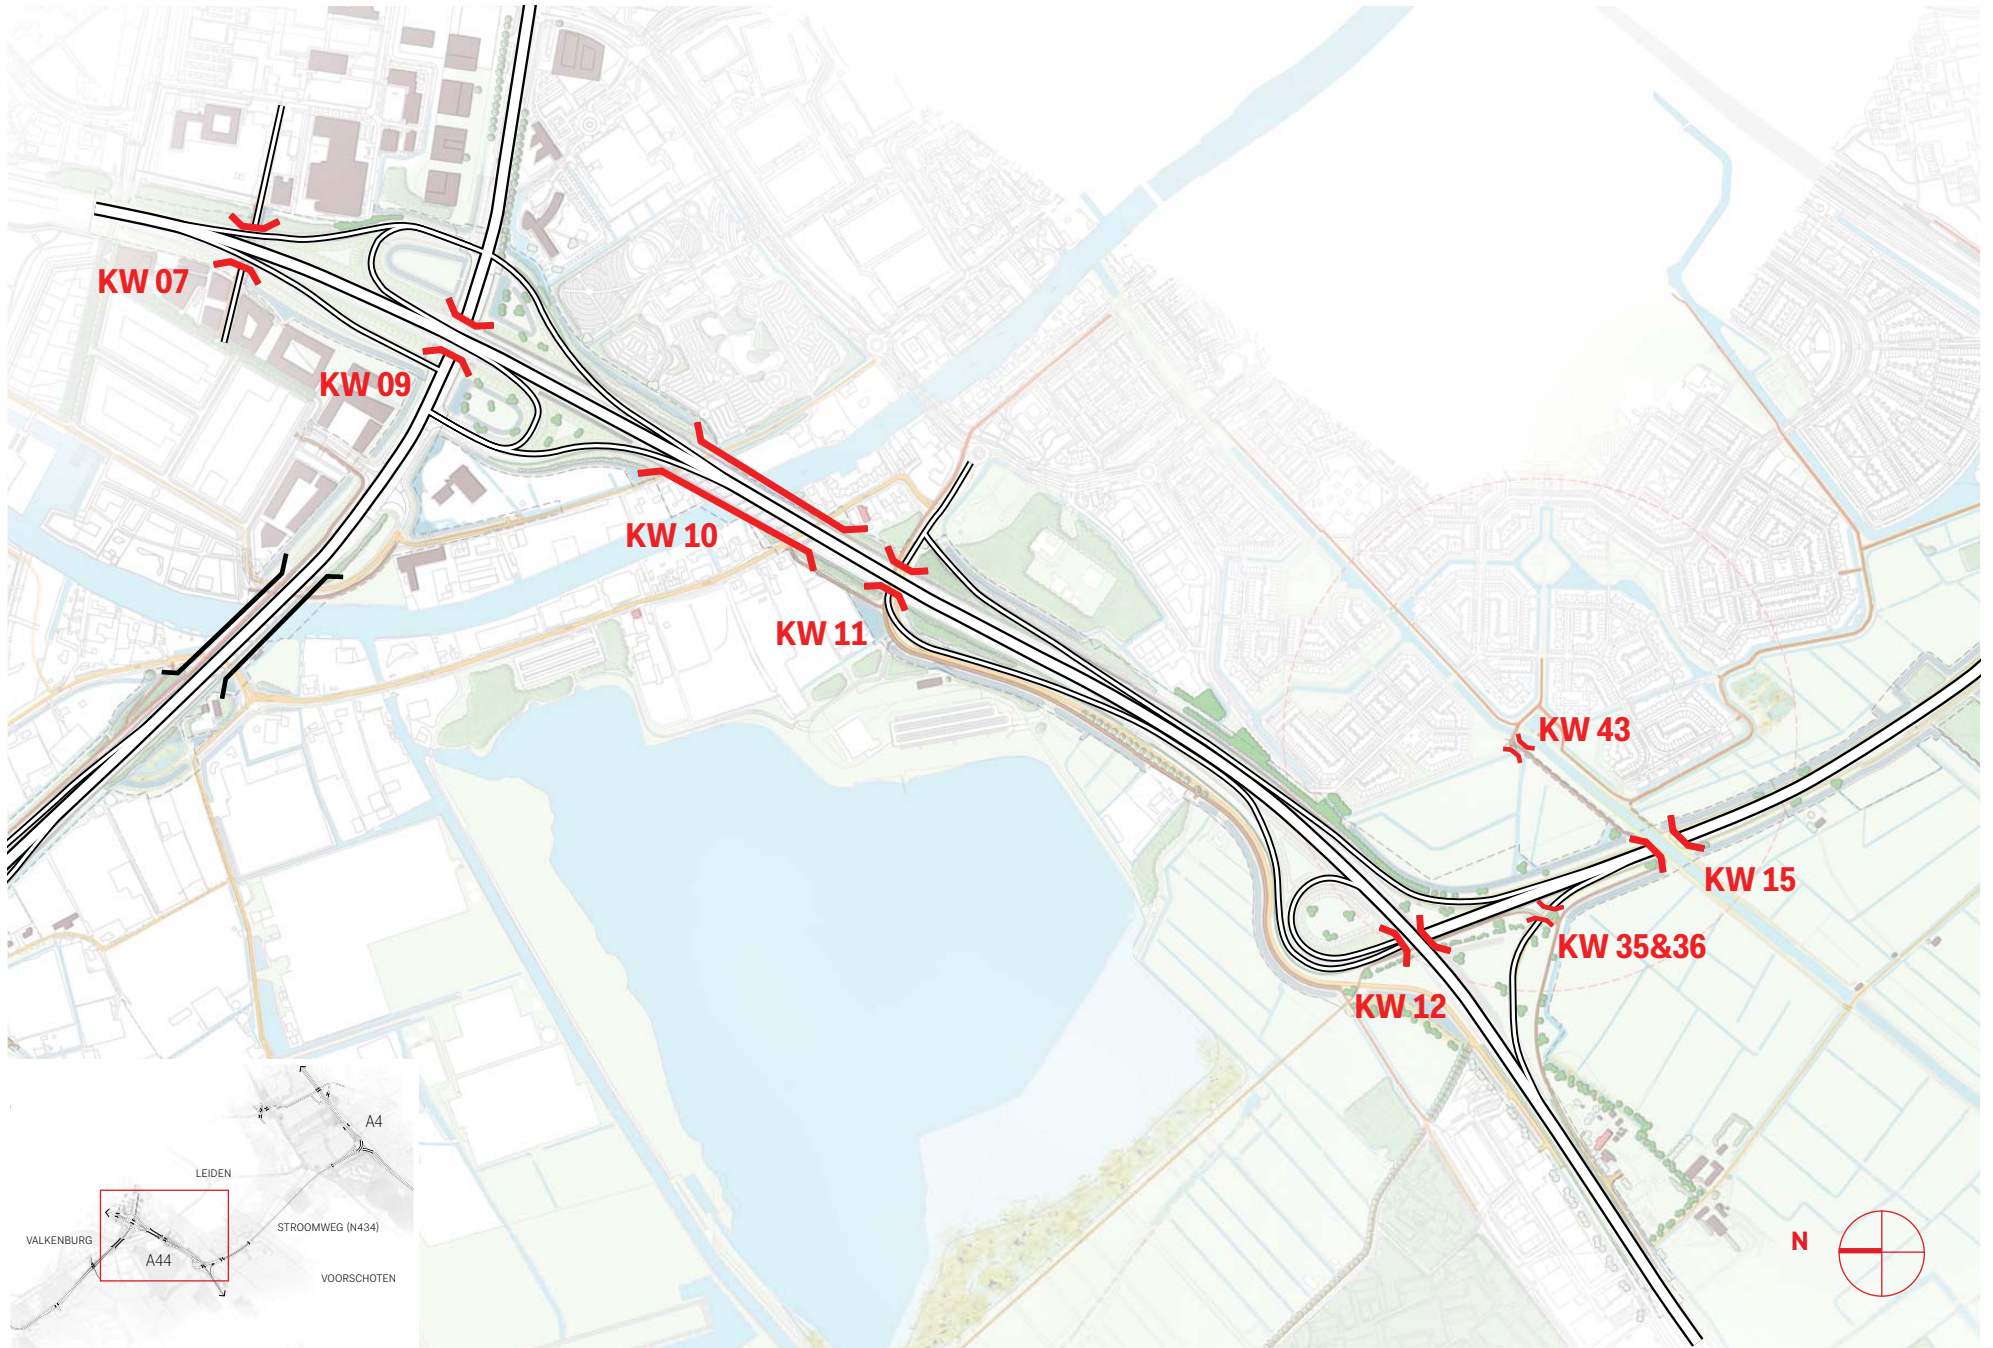 KW 07
KW 09
KW 10
KW 11
KW 43
KW 15
KW 35&36
KW 12
A4
LEIDEN
STROOMWEG (N434)
VALKENBURG
A44
VOORSCHOTEN
N